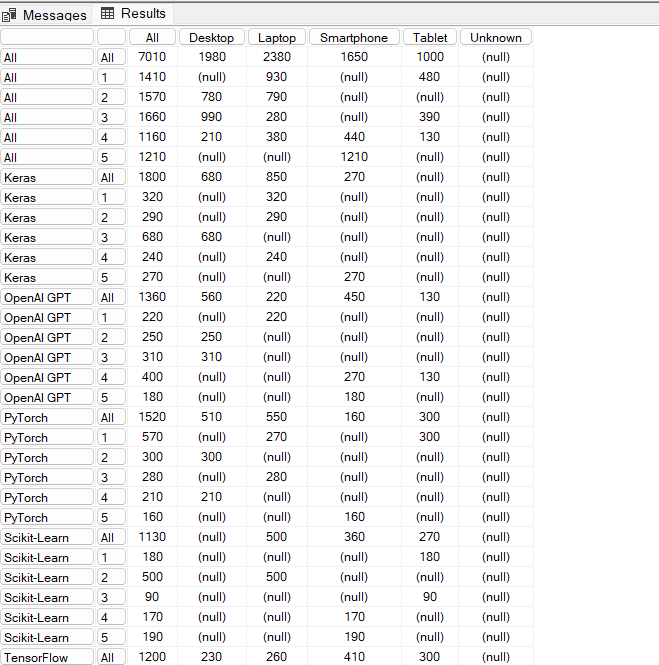 Messages Results
All Desktop Laptop Smartphone Tablet Unknown
All All 7010 1980 2380 1650 1000 (null)
All 1 1410 (null) 930 (null) 480 (null)
All 2 1570 780 790 (null) (null) (null)
All 3 1660 990 280 (null) 390 (null)
All 4 1160 210 380 440 130 (null)
All 5 1210 (null) (null) 1210 (null) (null)
Keras All 1800 680 850 270 (null) (null)
Keras 1 320 (null) 320 (null) (null) (null)
Keras 2 290 (null) 290 (null) (null) (null)
Keras 3 680 680 (null) (null) (null) (null)
Keras 4 240 (null) 240 (null) (null) (null)
Keras 5 270 (null) (null) 270 (null) (null)
OpenAI GPT All 1360 560 220 450 130 (null)
OpenAI GPT 1 220 (null) 220 (null) (null) (null)
OpenAI GPT 2 250 250 (null) (null) (null) (null)
OpenAI GPT 3 310 310 (null) (null) (null) (null)
OpenAI GPT 4 400 (null) (null) 270 130 (null)
OpenAI GPT 5 180 (null) (null) 180 (null) (null)
PyTorch All 1520 510 550 160 300 (null)
PyTorch 1 570 (null) 270 (null) 300 (null)
PyTorch 2 300 300 (null) (null) (null) (null)
PyTorch 3 280 (null) 280 (null) (null) (null)
PyTorch 4 210 210 (null) (null) (null) (null)
PyTorch 5 160 (null) (null) 160 (null) (null)
Scikit-Learn All 1130 (null) 500 360 270 (null)
Scikit-Learn 1 180 (null) (null) (null) 180 (null)
Scikit-Learn 2 500 (null) 500 (null) (null) (null)
Scikit-Learn 3 90 (null) (null) (null) 90 (null)
Scikit-Learn 4 170 (null) (null) 170 (null) (null)
Scikit-Learn 5 190 (null) (null) 190 (null) (null)
TensorFlow All 1200 230 260 410 300 (null)